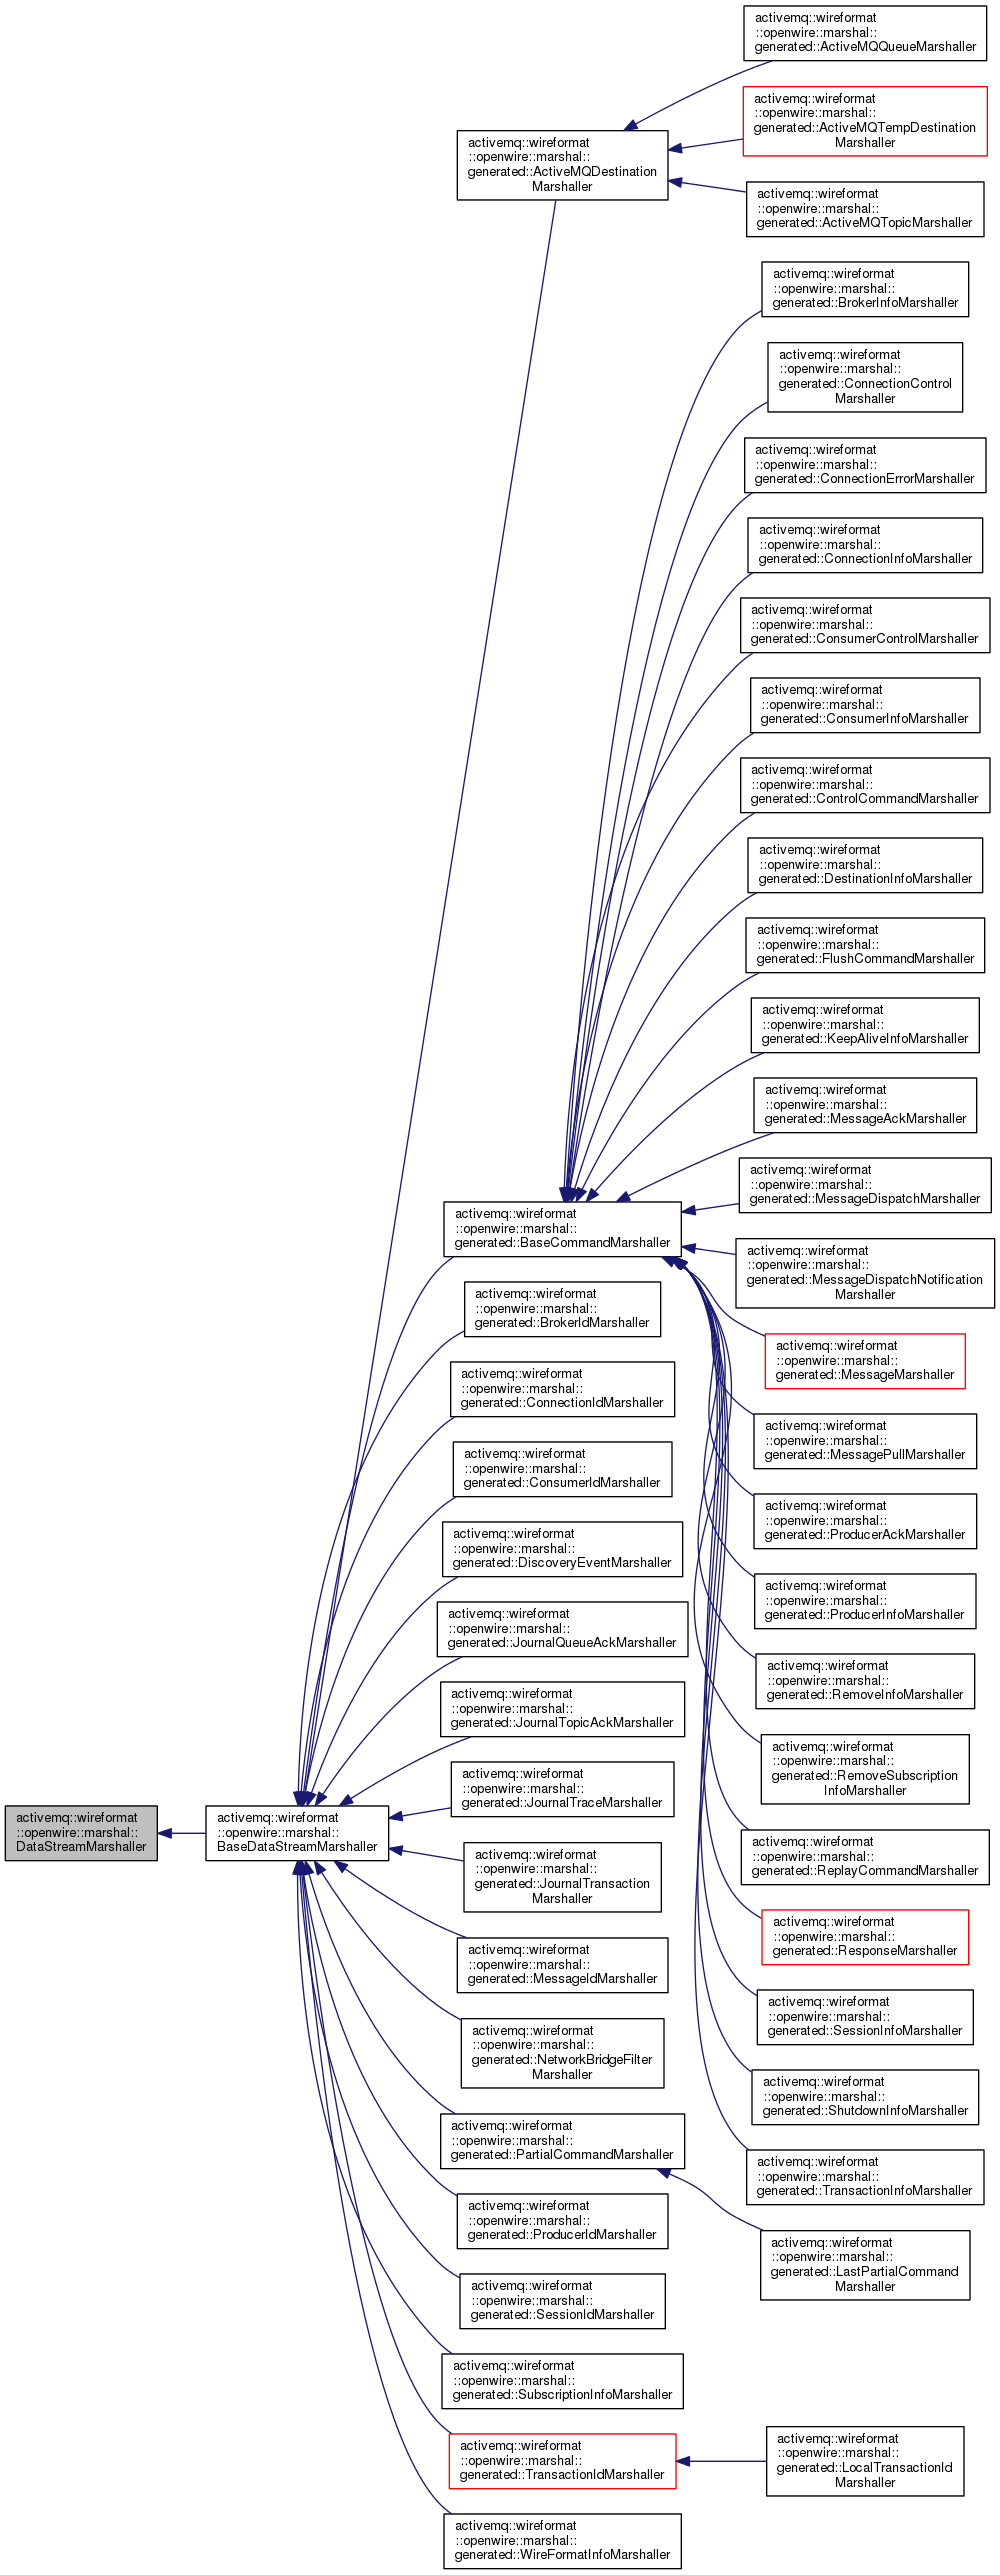 activemq::wireformat
::openwire::marshal::
DataStreamMarshaller
activemq::wireformat
::openwire::marshal::
BaseDataStreamMarshaller
activemq::wireformat
::openwire::marshal::
generated::ActiveMQDestination
Marshaller
activemq::wireformat
::openwire::marshal::
generated::BaseCommandMarshaller
activemq::wireformat
::openwire::marshal::
generated::BrokerIdMarshaller
activemq::wireformat
::openwire::marshal::
generated::ConnectionIdMarshaller
activemq::wireformat
::openwire::marshal::
generated::ConsumerIdMarshaller
activemq::wireformat
::openwire::marshal::
generated::DiscoveryEventMarshaller
activemq::wireformat
::openwire::marshal::
generated::JournalQueueAckMarshaller
activemq::wireformat
::openwire::marshal::
generated::JournalTopicAckMarshaller
activemq::wireformat
::openwire::marshal::
generated::JournalTraceMarshaller
activemq::wireformat
::openwire::marshal::
generated::JournalTransaction
Marshaller
activemq::wireformat
::openwire::marshal::
generated::MessageIdMarshaller
activemq::wireformat
::openwire::marshal::
generated::NetworkBridgeFilter
Marshaller
activemq::wireformat
::openwire::marshal::
generated::PartialCommandMarshaller
activemq::wireformat
::openwire::marshal::
generated::ProducerIdMarshaller
activemq::wireformat
::openwire::marshal::
generated::SessionIdMarshaller
activemq::wireformat
::openwire::marshal::
generated::SubscriptionInfoMarshaller
activemq::wireformat
::openwire::marshal::
generated::TransactionIdMarshaller
activemq::wireformat
::openwire::marshal::
generated::WireFormatInfoMarshaller
activemq::wireformat
::openwire::marshal::
generated::ActiveMQQueueMarshaller
activemq::wireformat
::openwire::marshal::
generated::ActiveMQTempDestination
Marshaller
activemq::wireformat
::openwire::marshal::
generated::ActiveMQTopicMarshaller
activemq::wireformat
::openwire::marshal::
generated::BrokerInfoMarshaller
activemq::wireformat
::openwire::marshal::
generated::ConnectionControl
Marshaller
activemq::wireformat
::openwire::marshal::
generated::ConnectionErrorMarshaller
activemq::wireformat
::openwire::marshal::
generated::ConnectionInfoMarshaller
activemq::wireformat
::openwire::marshal::
generated::ConsumerControlMarshaller
activemq::wireformat
::openwire::marshal::
generated::ConsumerInfoMarshaller
activemq::wireformat
::openwire::marshal::
generated::ControlCommandMarshaller
activemq::wireformat
::openwire::marshal::
generated::DestinationInfoMarshaller
activemq::wireformat
::openwire::marshal::
generated::FlushCommandMarshaller
activemq::wireformat
::openwire::marshal::
generated::KeepAliveInfoMarshaller
activemq::wireformat
::openwire::marshal::
generated::MessageAckMarshaller
activemq::wireformat
::openwire::marshal::
generated::MessageDispatchMarshaller
activemq::wireformat
::openwire::marshal::
generated::MessageDispatchNotification
Marshaller
activemq::wireformat
::openwire::marshal::
generated::MessageMarshaller
activemq::wireformat
::openwire::marshal::
generated::MessagePullMarshaller
activemq::wireformat
::openwire::marshal::
generated::ProducerAckMarshaller
activemq::wireformat
::openwire::marshal::
generated::ProducerInfoMarshaller
activemq::wireformat
::openwire::marshal::
generated::RemoveInfoMarshaller
activemq::wireformat
::openwire::marshal::
generated::RemoveSubscription
InfoMarshaller
activemq::wireformat
::openwire::marshal::
generated::ReplayCommandMarshaller
activemq::wireformat
::openwire::marshal::
generated::ResponseMarshaller
activemq::wireformat
::openwire::marshal::
generated::SessionInfoMarshaller
activemq::wireformat
::openwire::marshal::
generated::ShutdownInfoMarshaller
activemq::wireformat
::openwire::marshal::
generated::TransactionInfoMarshaller
activemq::wireformat
::openwire::marshal::
generated::LastPartialCommand
Marshaller
activemq::wireformat
::openwire::marshal::
generated::LocalTransactionId
Marshaller